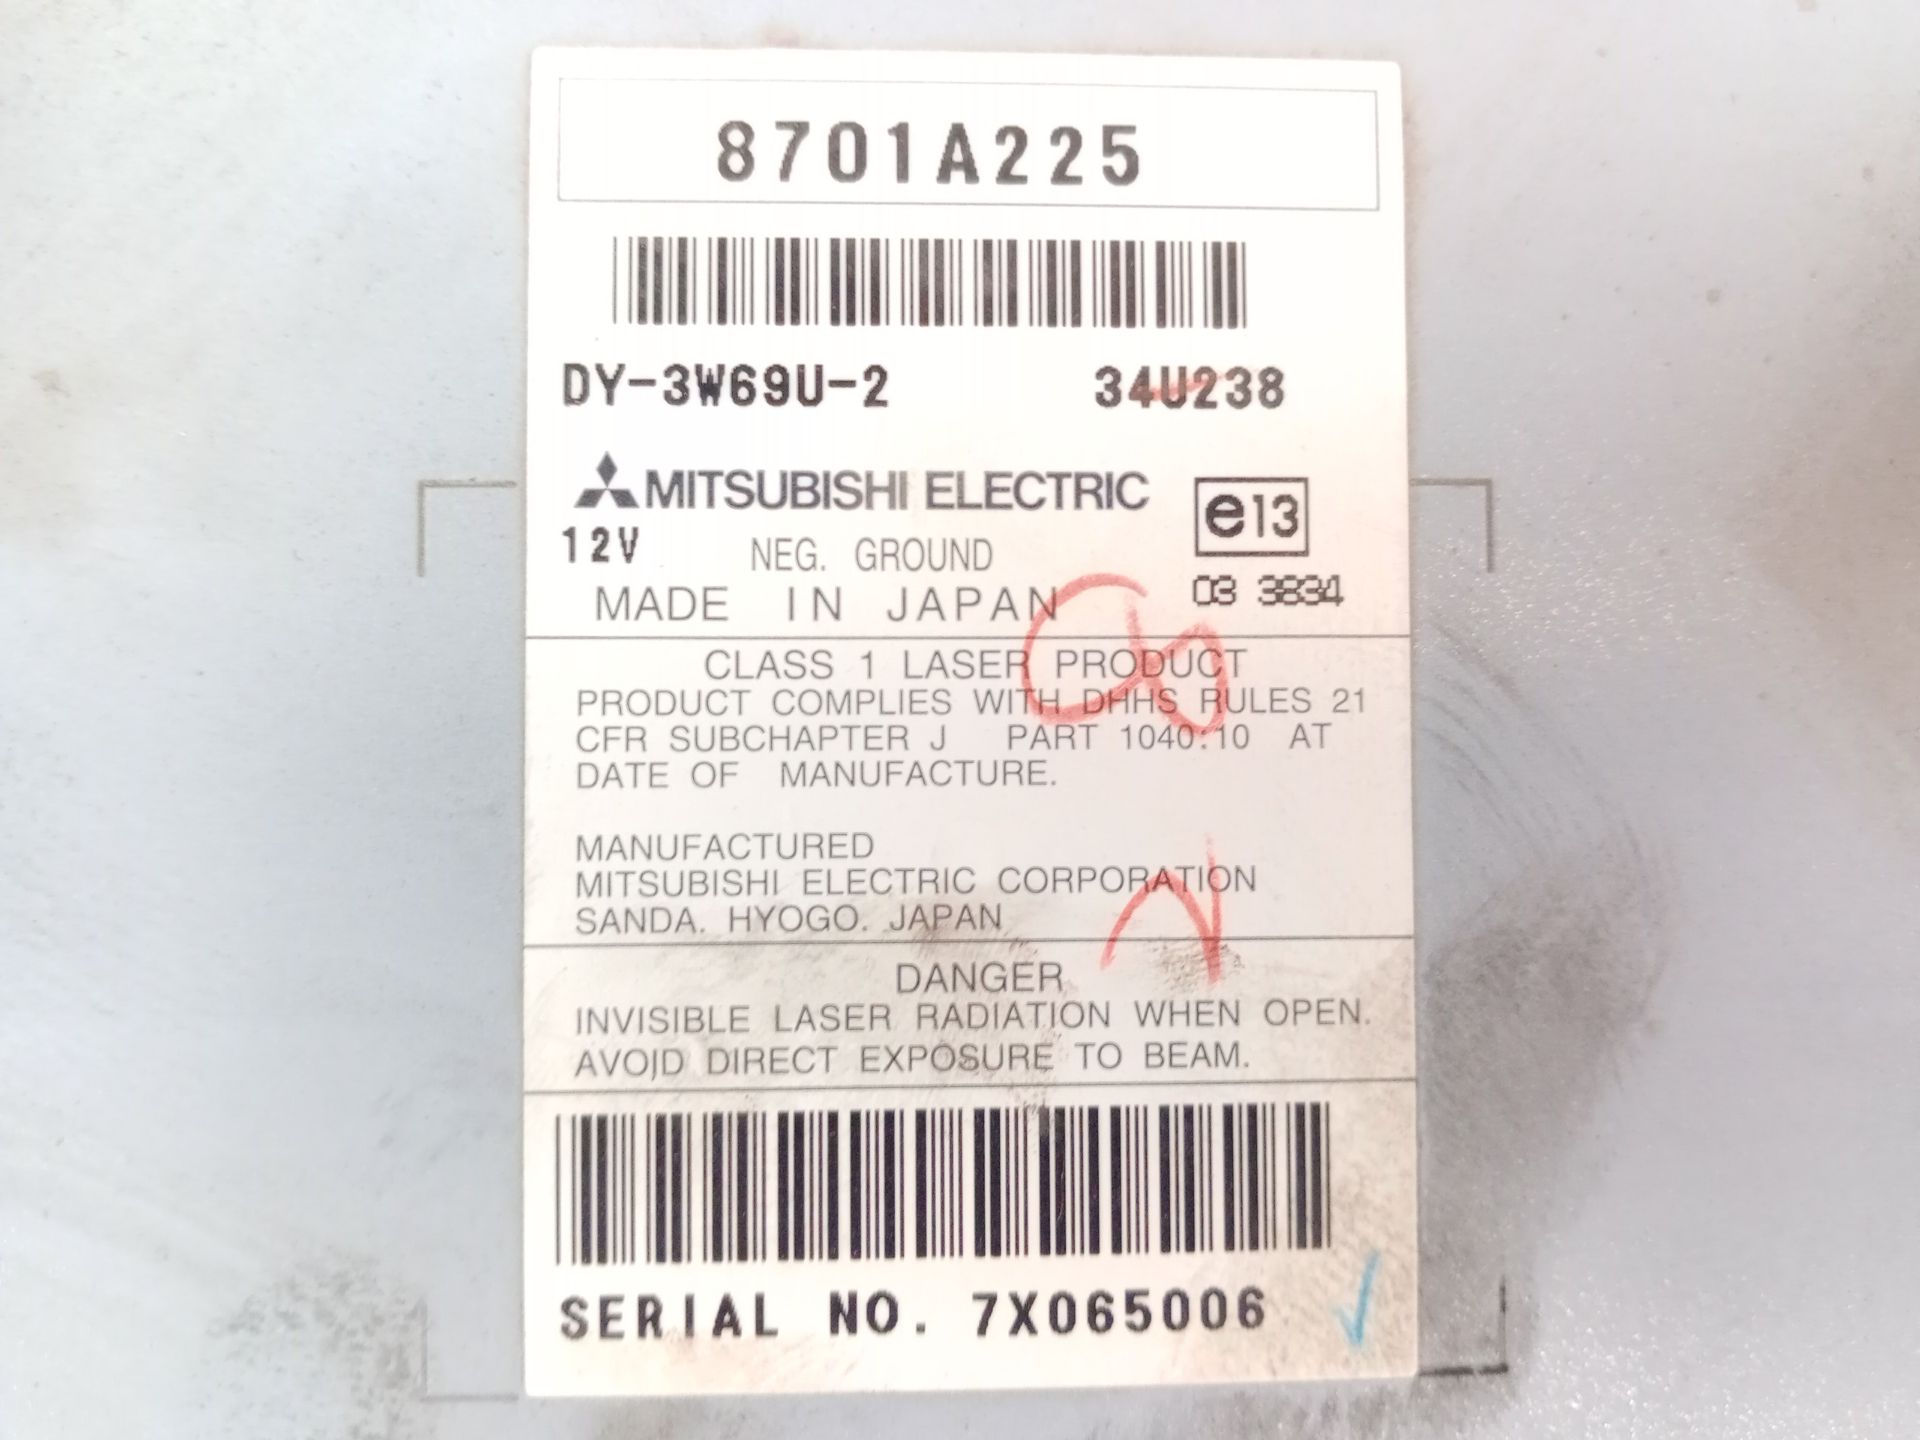 8701A225
DY-3W69U-2 34U238
MITSUBISHI ELECTRIC e13
12V NEG. GROUND
MADE IN JAPAN 03 3834
CLASS 1 LASER PRODUCT
PRODUCT COMPLIES WITH DHHS RULES 21
CFR SUBCHAPTER J PART 1040.10 AT
DATE OF MANUFACTURE.
MANUFACTURED
MITSUBISHI ELECTRIC CORPORATION
SANDA. HYOGO. JAPAN
DANGER
INVISIBLE LASER RADIATION WHEN OPEN.
AVOID DIRECT EXPOSURE TO BEAM.
SERIAL NO. 7X065006